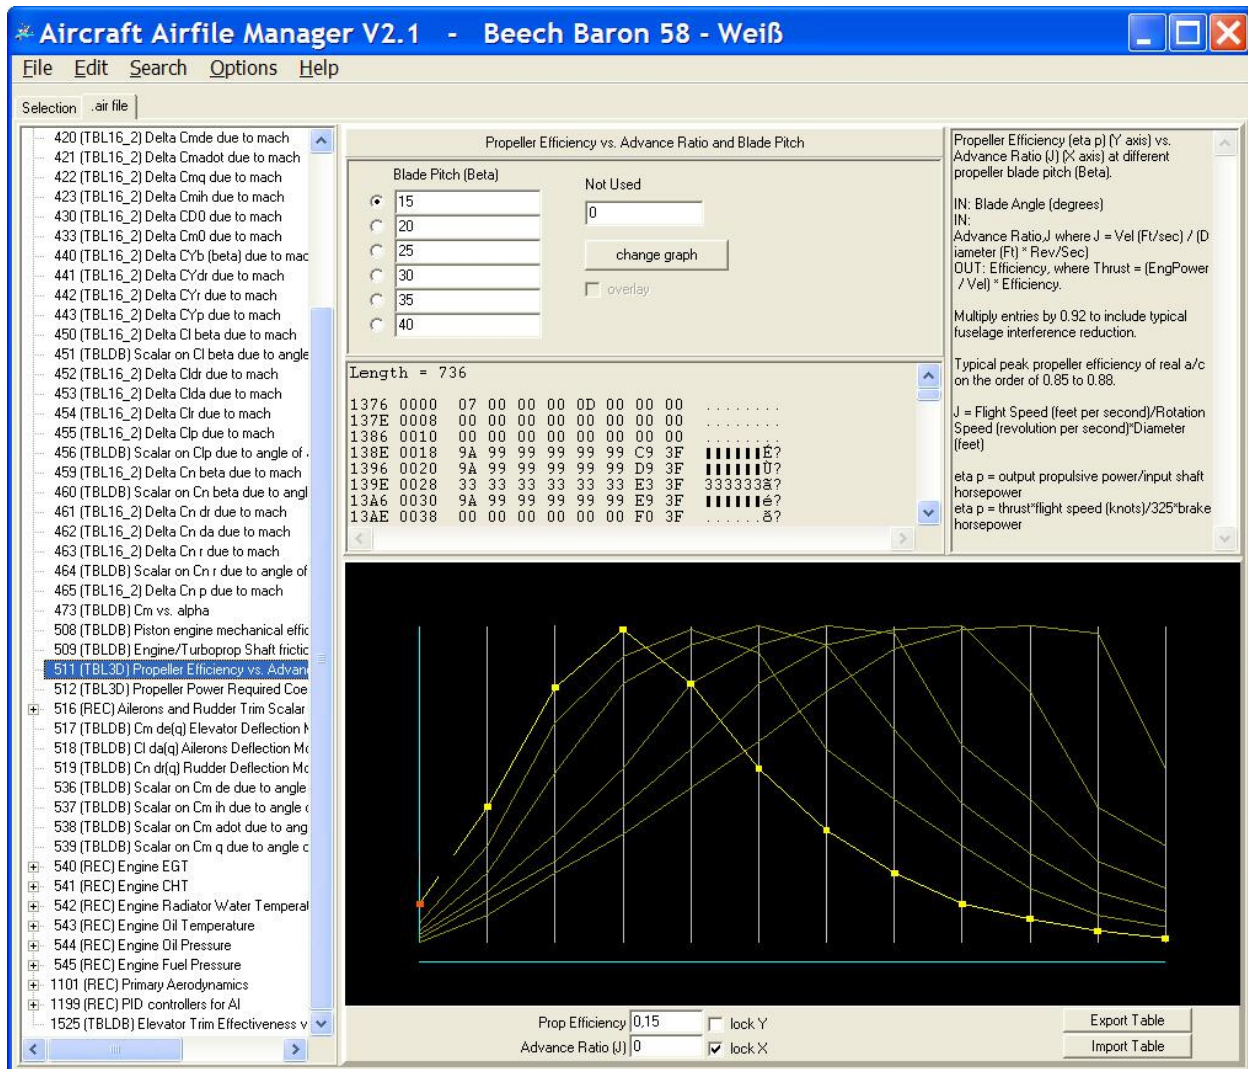 Aircraft Airfile Manager V2.1 - Beech Baron 58 - Weiß
File Edit Search Options Help
Selection .air file
420 (TBL16_2) Delta Cmde due to mach
421 (TBL16_2) Delta Cmadot due to mach
422 (TBL16_2) Delta Cmq due to mach
423 (TBL16_2) Delta Cmih due to mach
430 (TBL16_2) Delta CD0 due to mach
433 (TBL16_2) Delta Cm0 due to mach
440 (TBL16_2) Delta CYb (beta) due to mac
441 (TBL16_2) Delta CYdr due to mach
442 (TBL16_2) Delta CYr due to mach
443 (TBL16_2) Delta CYp due to mach
450 (TBL16_2) Delta Cl beta due to mach
451 (TBLDB) Scalar on Cl beta due to angle
452 (TBL16_2) Delta Cldr due to mach
453 (TBL16_2) Delta Clda due to mach
454 (TBL16_2) Delta Clr due to mach
455 (TBL16_2) Delta Clp due to mach
456 (TBLDB) Scalar on Clp due to angle of
459 (TBL16_2) Delta Cn beta due to mach
460 (TBLDB) Scalar on Cn beta due to angl
461 (TBL16_2) Delta Cn dr due to mach
462 (TBL16_2) Delta Cn da due to mach
463 (TBL16_2) Delta Cn r due to mach
464 (TBLDB) Scalar on Cn r due to angle of
465 (TBL16_2) Delta Cn p due to mach
473 (TBLDB) Cm vs. alpha
508 (TBLDB) Piston engine mechanical effic
509 (TBLDB) Engine/Turboprop Shaft frictic
511 (TBL3D) Propeller Efficiency vs. Advan
512 (TBL3D) Propeller Power Required Coe
516 (REC) Ailerons and Rudder Trim Scalar
517 (TBLDB) Cm de(q) Elevator Deflection M
518 (TBLDB) Cl da(q) Ailerons Deflection Mo
519 (TBLDB) Cn dr(q) Rudder Deflection Mo
536 (TBLDB) Scalar on Cm de due to angle
537 (TBLDB) Scalar on Cm ih due to angle o
538 (TBLDB) Scalar on Cm adot due to ang
539 (TBLDB) Scalar on Cm q due to angle o
540 (REC) Engine EGT
541 (REC) Engine CHT
542 (REC) Engine Radiator Water Temperat
543 (REC) Engine Oil Temperature
544 (REC) Engine Oil Pressure
545 (REC) Engine Fuel Pressure
1101 (REC) Primary Aerodynamics
1199 (REC) PID controllers for AI
1525 (TBLDB) Elevator Trim Effectiveness v
Propeller Efficiency vs. Advance Ratio and Blade Pitch
Blade Pitch (Beta)
15
20
25
30
35
40
Not Used
0
change graph
overlay
Length = 736
1376 0000 07 00 00 00 0D 00 00 00 ........
137E 0008 00 00 00 00 00 00 00 00 ........
1386 0010 00 00 00 00 00 00 00 00 ........
138E 0018 9A 99 99 99 99 99 C9 3F ▮▮▮▮▮▮É?
1396 0020 9A 99 99 99 99 99 D9 3F ▮▮▮▮▮▮Ù?
139E 0028 33 33 33 33 33 33 E3 3F 333333ã?
13A6 0030 9A 99 99 99 99 99 E9 3F ▮▮▮▮▮▮é?
13AE 0038 00 00 00 00 00 00 F0 3F ......ð?
Propeller Efficiency (eta p) (Y axis) vs.
Advance Ratio (J) (X axis) at different
propeller blade pitch (Beta).
IN: Blade Angle (degrees)
IN:
Advance Ratio,J where J = Vel (Ft/sec) / (D
iameter (Ft) * Rev/Sec)
OUT: Efficiency, where Thrust = (EngPower
/ Vel) * Efficiency.
Multiply entries by 0.92 to include typical
fuselage interference reduction.
Typical peak propeller efficiency of real a/c
on the order of 0.85 to 0.88.
J = Flight Speed (feet per second)/Rotation
Speed (revolution per second)*Diameter
(feet)
eta p = output propulsive power/input shaft
horsepower
eta p = thrust*flight speed (knots)/325*brake
horsepower
Prop Efficiency 0,15 lock Y
Advance Ratio (J) 0 lock X
Export Table
Import Table